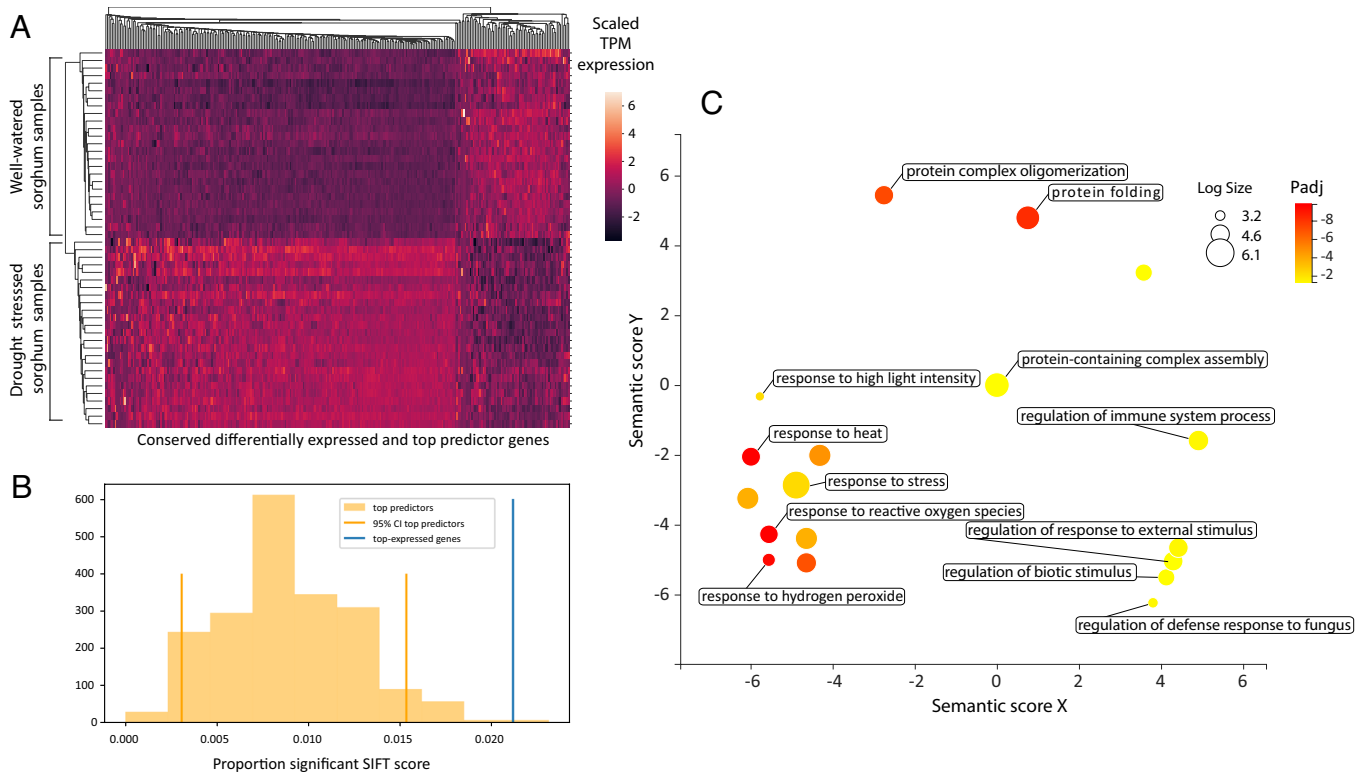 A
Scaled
TPM
expression
6
4
2
0
-2
Well-watered
sorghum samples
Drought stresssed
sorghum samples
Conserved differentially expressed and top predictor genes
B
600
500
400
300
200
100
0
top predictors
95% CI top predictors
top-expressed genes
0.000 0.005 0.010 0.015 0.020
Proportion significant SIFT score
C
Semantic score Y
6
4
2
0
-2
-4
-6
protein complex oligomerization
protein folding
Log Size
3.2
4.6
6.1
Padj
-8
-6
-4
-2
protein-containing complex assembly
response to high light intensity
regulation of immune system process
response to heat
response to stress
response to reactive oxygen species
regulation of response to external stimulus
regulation of biotic stimulus
response to hydrogen peroxide
regulation of defense response to fungus
-6 -4 -2 0 2 4 6
Semantic score X